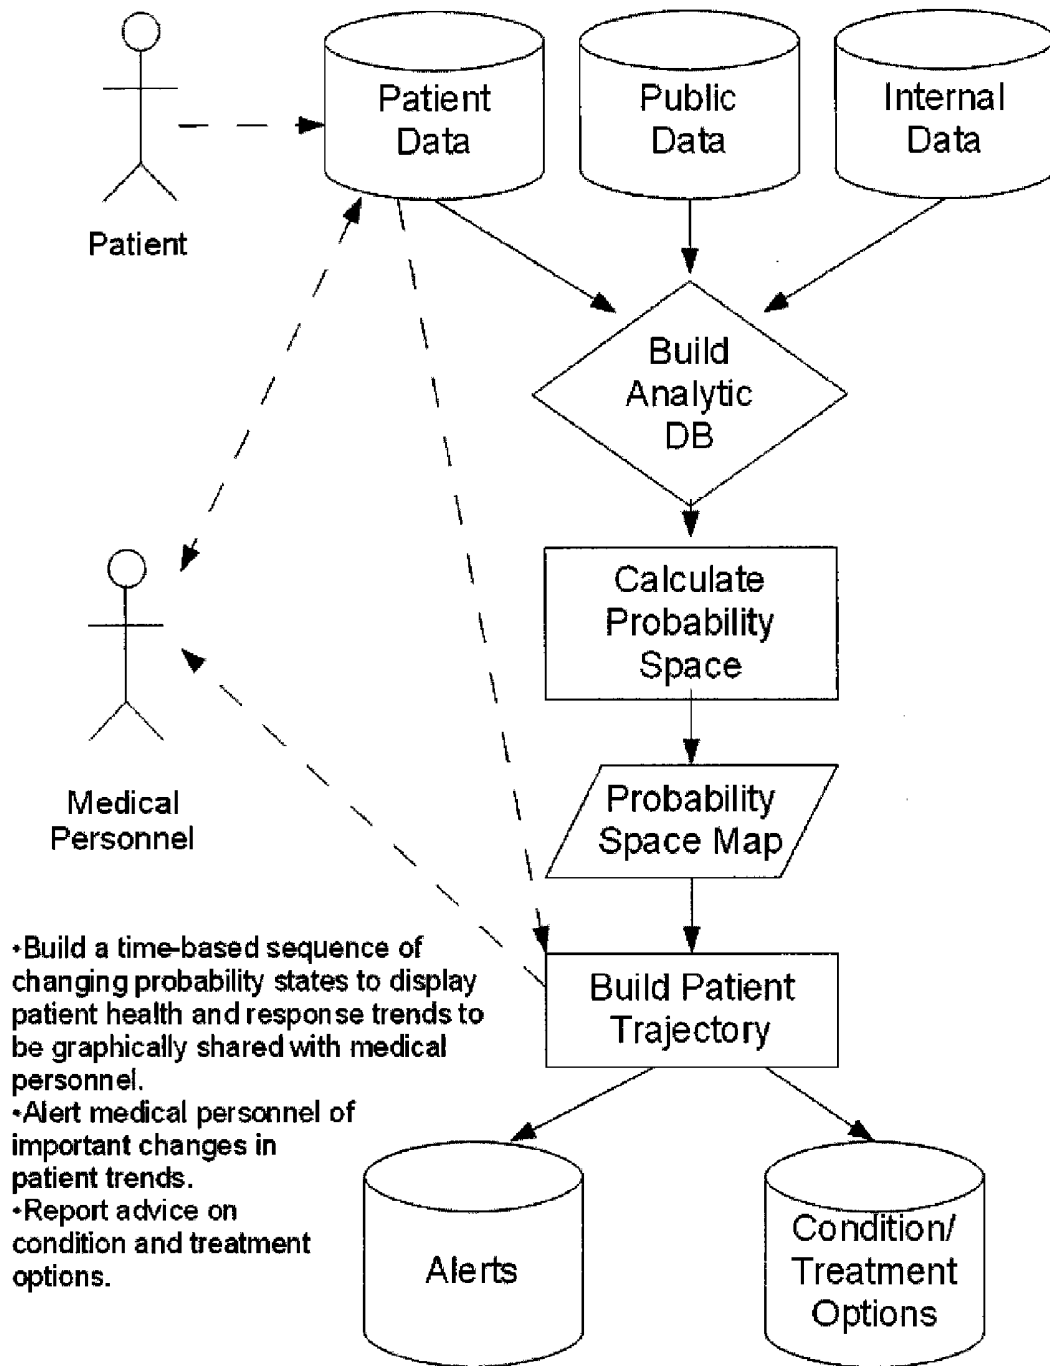 Patient
Data
Public
Data
Internal
Data
Patient
Build
Analytic
DB
Calculate
Probability
Space
Medical
Personnel
Probability
Space Map
•Build a time-based sequence of
changing probability states to display
patient health and response trends to
be graphically shared with medical
personnel.
•Alert medical personnel of
important changes in
patient trends.
•Report advice on
condition and treatment
options.
Build Patient
Trajectory
Alerts
Condition/
Treatment
Options